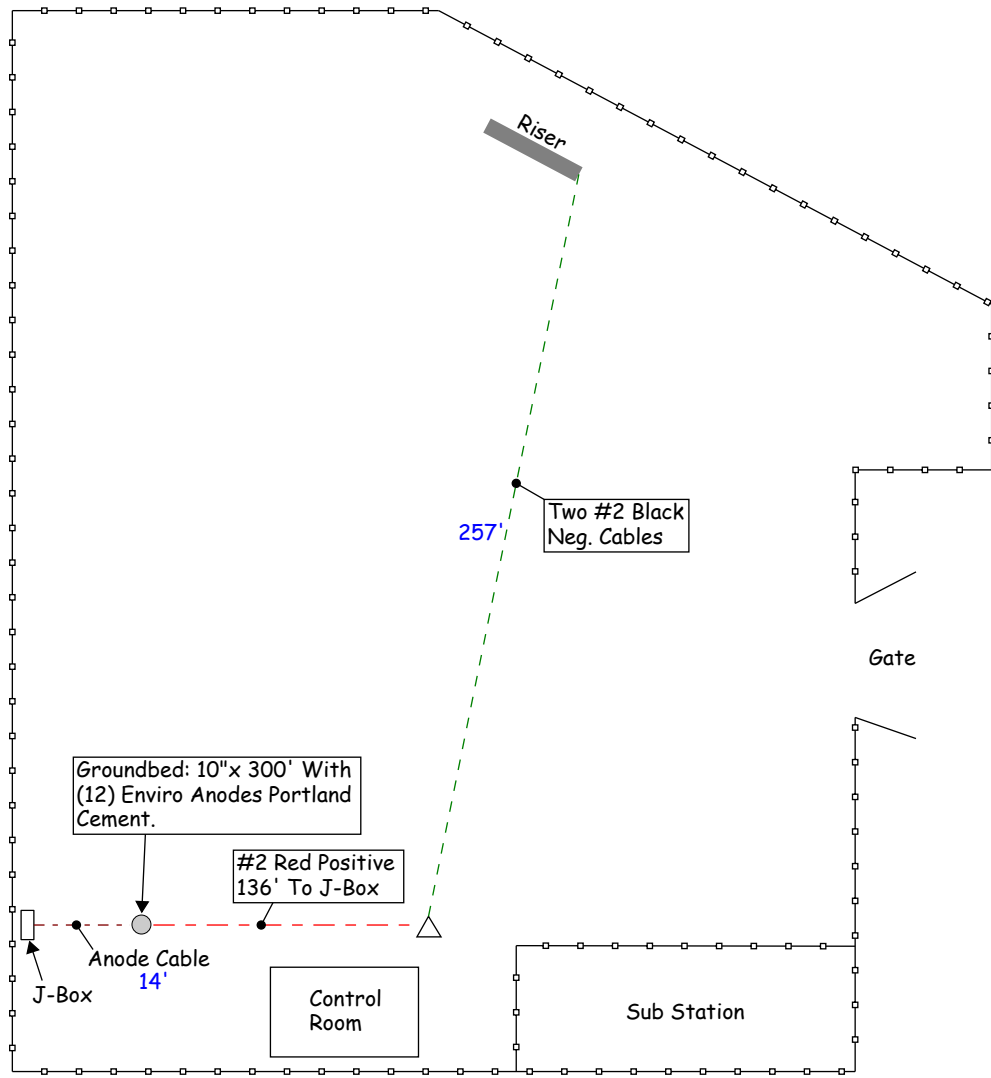 Riser
Two #2 Black
Neg. Cables
257'
Gate
Groundbed: 10"x 300' With
(12) Enviro Anodes Portland
Cement.
#2 Red Positive
136' To J-Box
Anode Cable
14'
J-Box
Control
Room
Sub Station